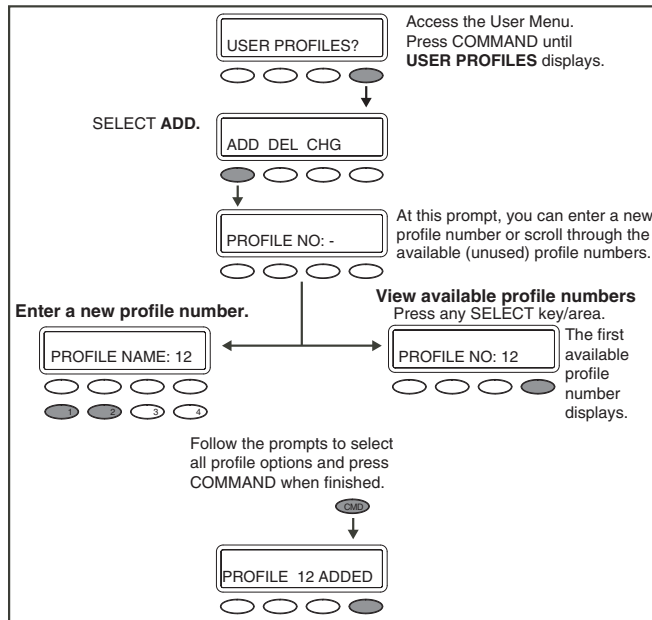 USER PROFILES?
Access the User Menu.
Press COMMAND until
USER PROFILES displays.
SELECT ADD.
ADD DEL CHG
PROFILE NO: -
At this prompt, you can enter a new
profile number or scroll through the
available (unused) profile numbers.
Enter a new profile number.
PROFILE NAME: 12
1 2 3 4
View available profile numbers
Press any SELECT key/area.
PROFILE NO: 12
The first
available
profile
number
displays.
Follow the prompts to select
all profile options and press
COMMAND when finished.
CMD
PROFILE 12 ADDED